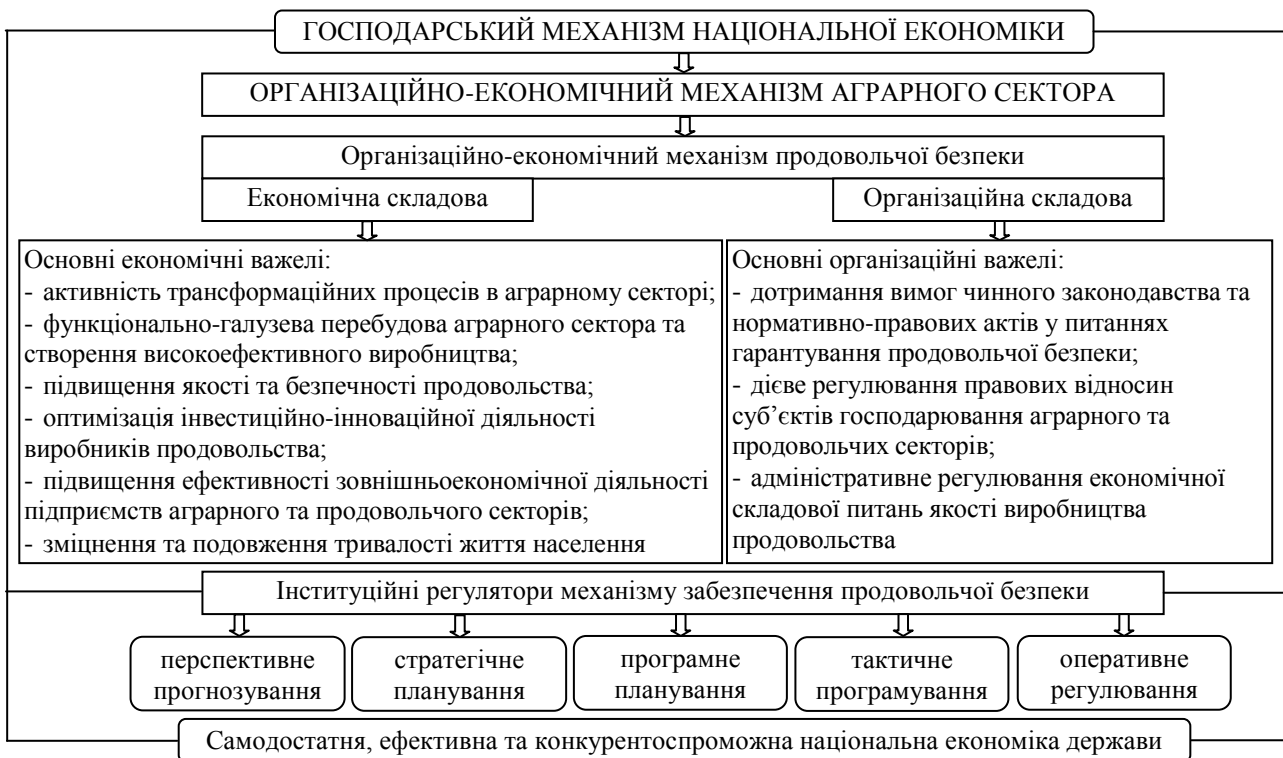 ГОСПОДАРСЬКИЙ МЕХАНІЗМ НАЦІОНАЛЬНОЇ ЕКОНОМІКИ
ОРГАНІЗАЦІЙНО-ЕКОНОМІЧНИЙ МЕХАНІЗМ АГРАРНОГО СЕКТОРА
Організаційно-економічний механізм продовольчої безпеки
Економічна складова
Організаційна складова
Основні економічні важелі:
- активність трансформаційних процесів в аграрному секторі;
- функціонально-галузева перебудова аграрного сектора та
створення високоефективного виробництва;
- підвищення якості та безпечності продовольства;
- оптимізація інвестиційно-інноваційної діяльності
виробників продовольства;
- підвищення ефективності зовнішньоекономічної діяльності
підприємств аграрного та продовольчого секторів;
- зміцнення та подовження тривалості життя населення
Основні організаційні важелі:
- дотримання вимог чинного законодавства та
нормативно-правових актів у питаннях
гарантування продовольчої безпеки;
- дієве регулювання правових відносин
суб’єктів господарювання аграрного та
продовольчих секторів;
- адміністративне регулювання економічної
складової питань якості виробництва
продовольства
Інституційні регулятори механізму забезпечення продовольчої безпеки
перспективне
прогнозування
стратегічне
планування
програмне
планування
тактичне
програмування
оперативне
регулювання
Самодостатня, ефективна та конкурентоспроможна національна економіка держави